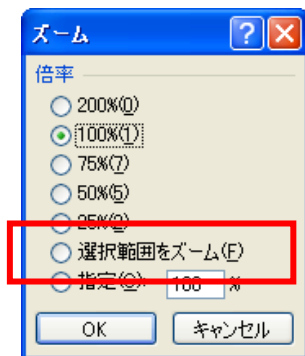 ズーム
倍率
200%(0)
100%(1)
75%(7)
50%(5)
25%(2)
選択範囲をズーム(F)
指定(C): 100 %
OK キャンセル